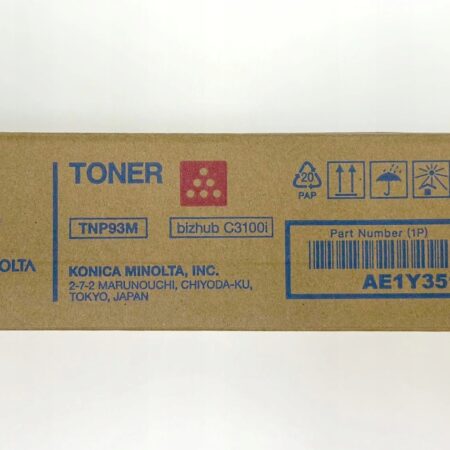 TONER
20
PAP
TNP93M
bizhub C3100i
Part Number (1P)
AE1Y35
OLTA
KONICA MINOLTA, INC.
2-7-2 MARUNOUCHI, CHIYODA-KU,
TOKYO, JAPAN